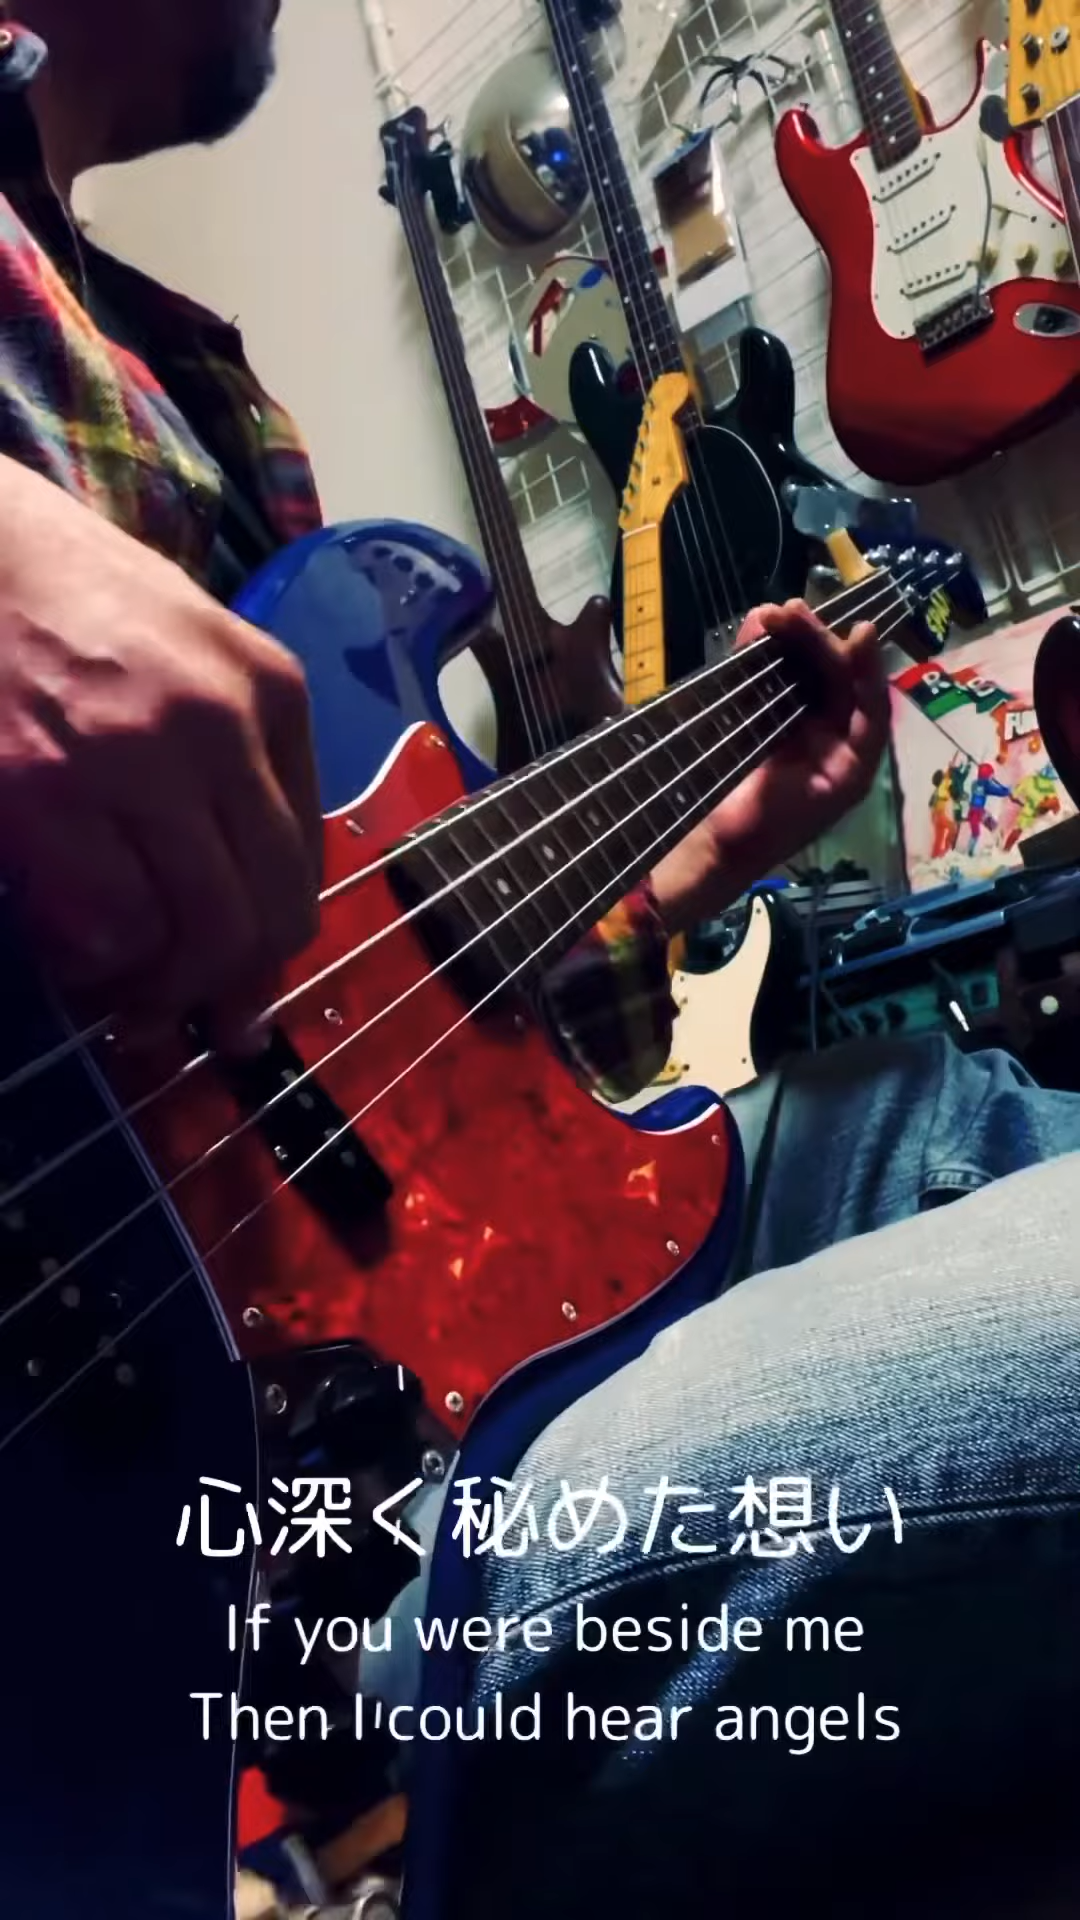 心深く秘めた想い
If you were beside me
Then I could hear angels